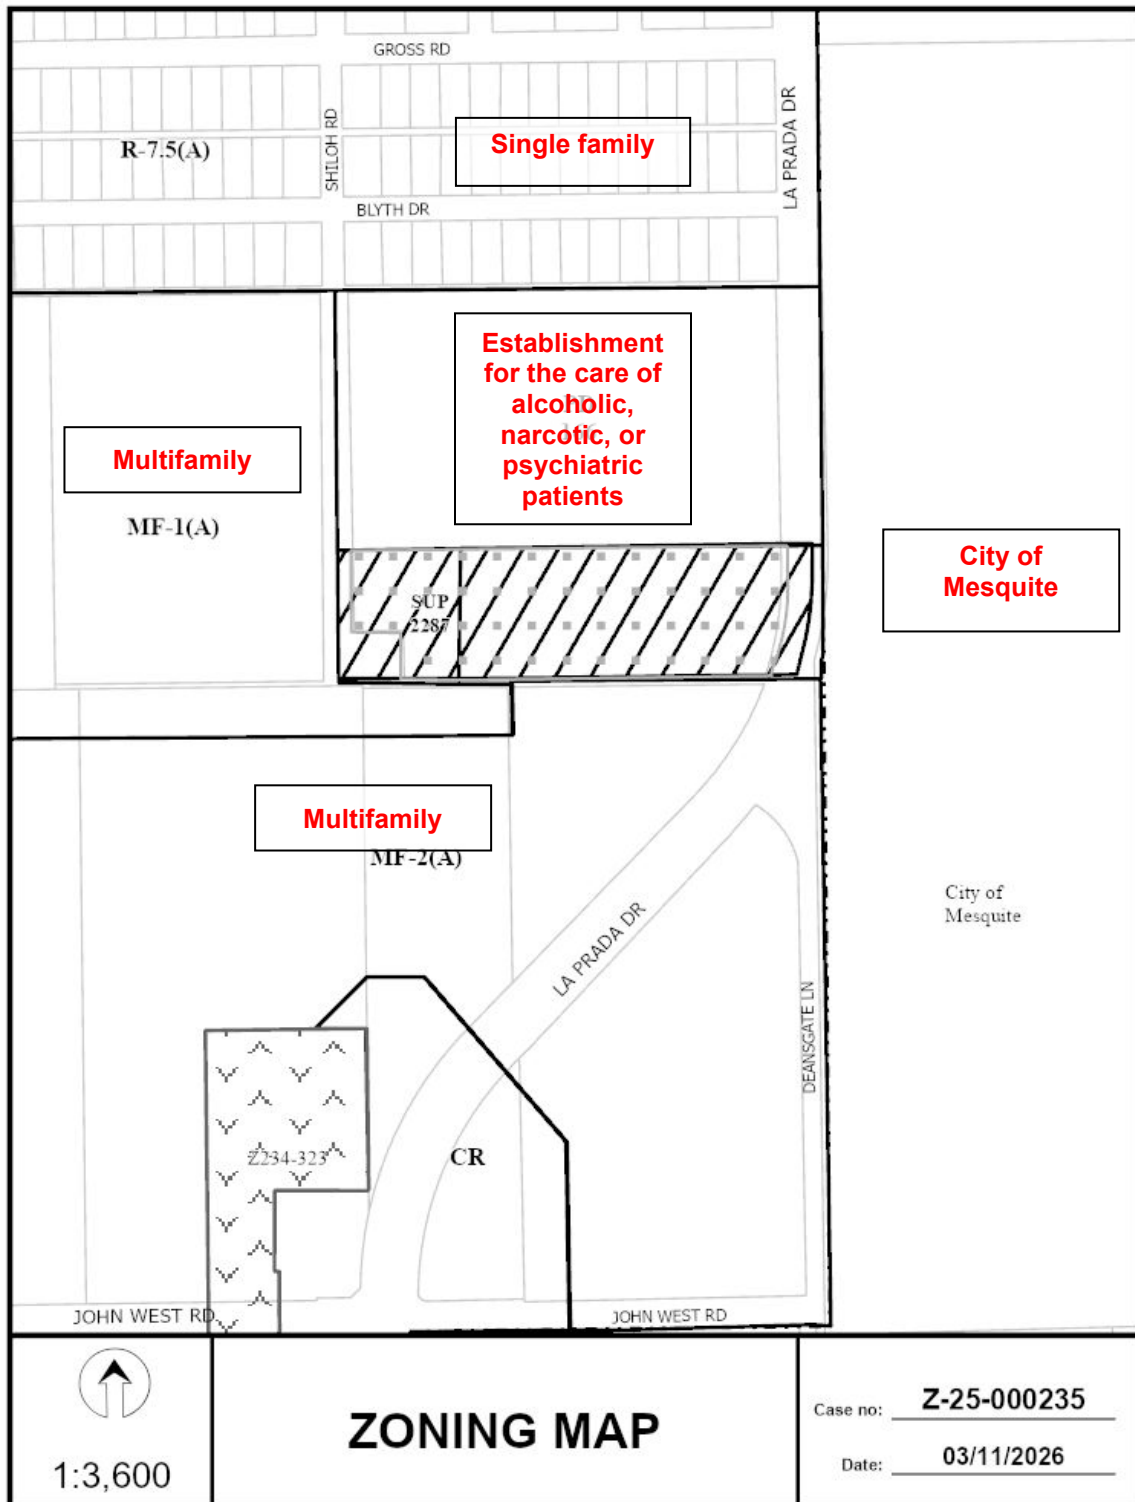 GROSS RD
SHILOH RD
LA PRADA DR
R-7.5(A)
Single family
BLYTH DR
Establishment
for the care of
alcoholic,
narcotic, or
psychiatric
patients
Multifamily
MF-1(A)
City of
Mesquite
SUP
2287
Multifamily
MF-2(A)
City of
Mesquite
LA PRADA DR
DEANSGATE LN
Z234-323
CR
JOHN WEST RD
JOHN WEST RD
1:3,600
ZONING MAP
Case no: Z-25-000235
Date: 03/11/2026